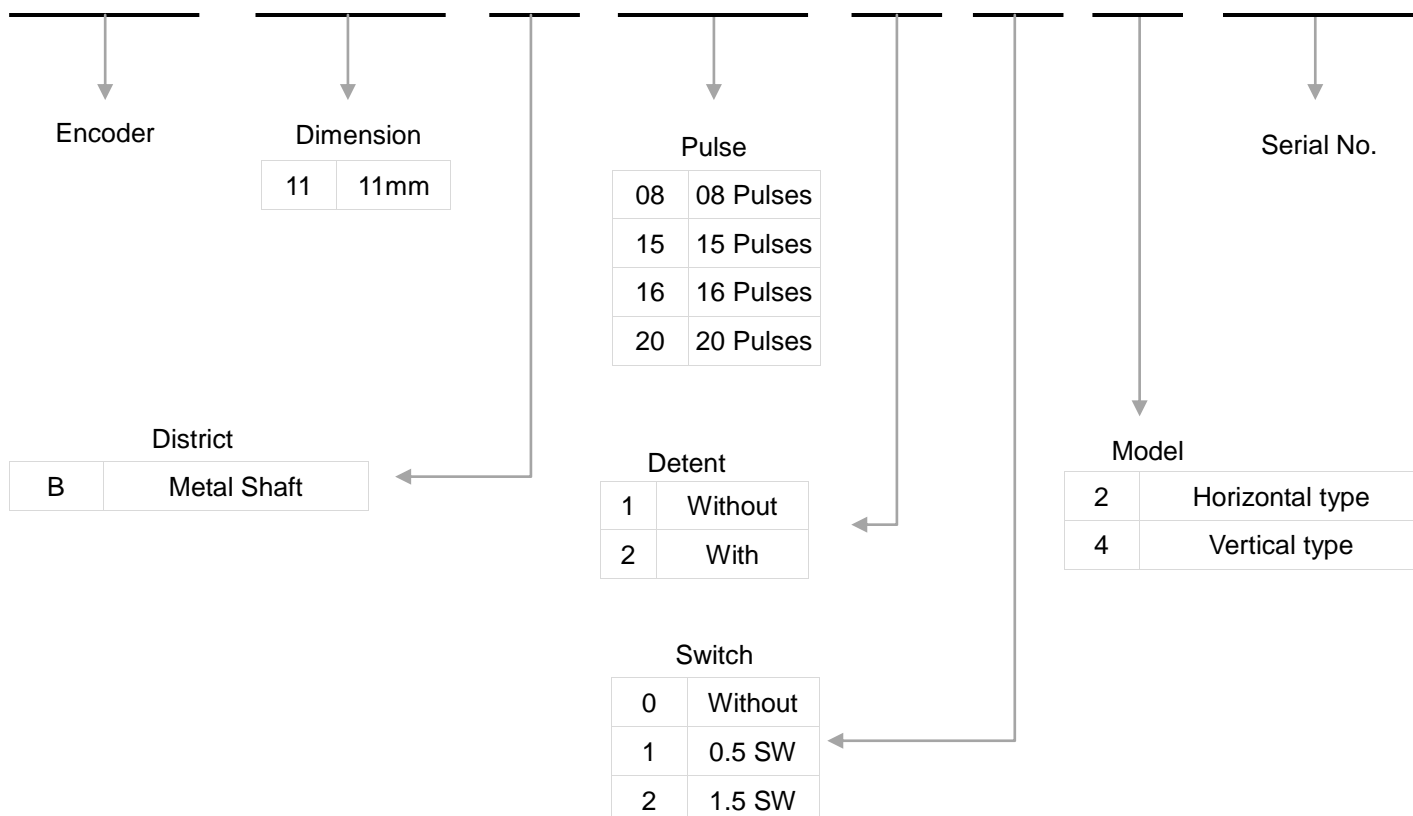 Encoder
Dimension
11 11mm
Pulse
08 08 Pulses
15 15 Pulses
16 16 Pulses
20 20 Pulses
Serial No.
District
B Metal Shaft
Detent
1 Without
2 With
Model
2 Horizontal type
4 Vertical type
Switch
0 Without
1 0.5 SW
2 1.5 SW